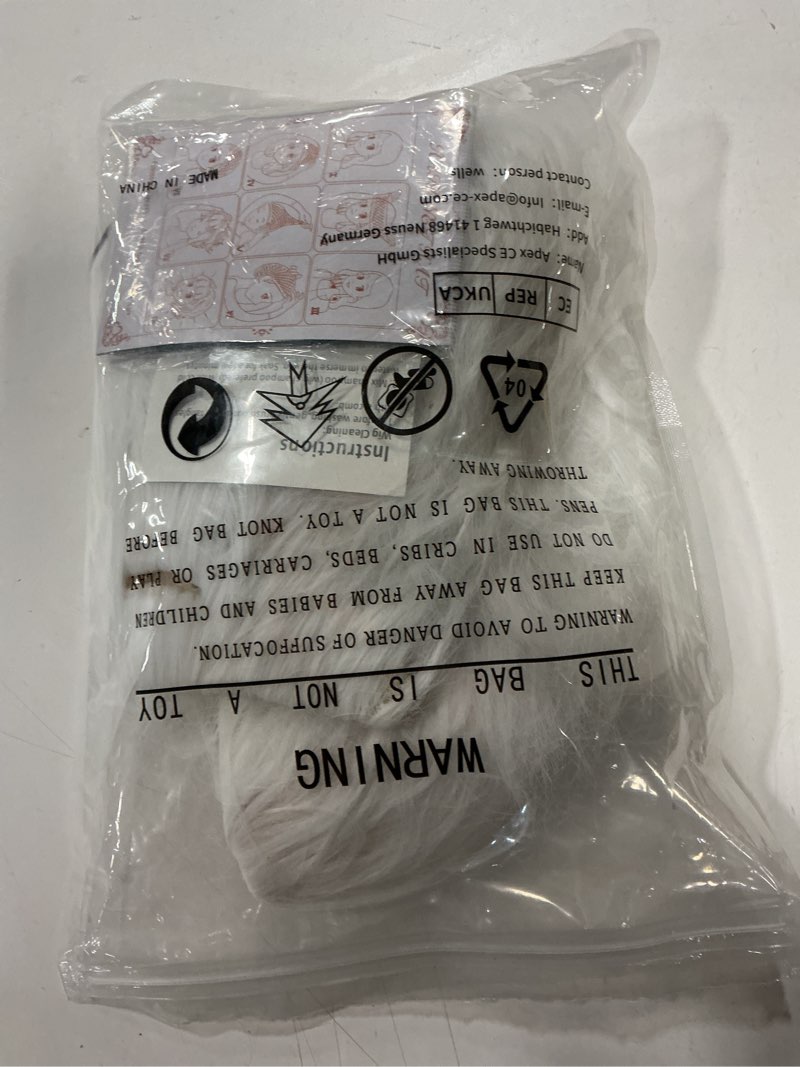 WARNING
THIS BAG IS NOT A TOY
WARNING TO AVOID DANGER OF SUFFOCATION.
KEEP THIS BAG AWAY FROM BABIES AND CHILDREN
DO NOT USE IN CRIBS, BEDS, CARRIAGES OR PLAY
PENS. THIS BAG IS NOT A TOY. KNOT BAG BEFORE
THROWING AWAY.
Instructions
Wig Cleaning:
04
EC REP UKCA
Name: Apex CE Specialists GmbH
Add: Habichtweg 1 41468 Neuss Germany
E-mail: Info@apex-ce.com
Contact person: wells
MADE IN CHINA